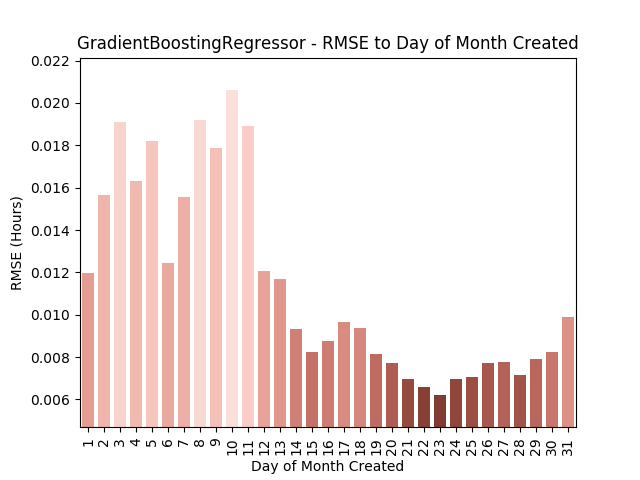 GradientBoostingRegressor - RMSE to Day of Month Created
0.022
0.020
0.018
0.016
0.014
0.012
0.010
0.008
0.006
RMSE (Hours)
1 2 3 4 5 6 7 8 9 10 11 12 13 14 15 16 17 18 19 20 21 22 23 24 25 26 27 28 29 30 31
Day of Month Created